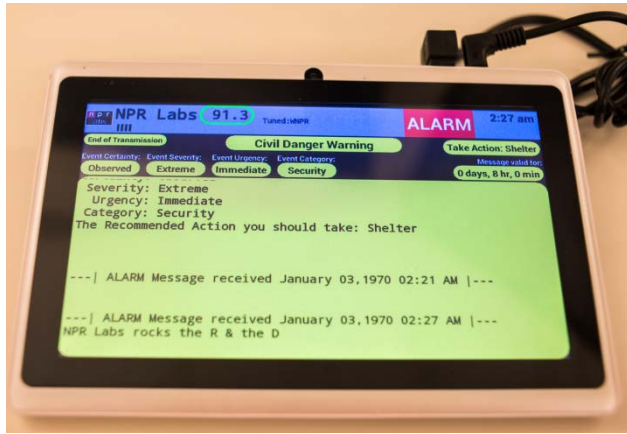 NPR Labs 91.3 Tuned:WNPR ALARM 2:27 am
End of Transmission Civil Danger Warning Take Action: Shelter
Event Certainty: Event Severity: Event Urgency: Event Category: Message valid for:
Observed Extreme Immediate Security 0 days, 8 hr, 0 min
Severity: Extreme
Urgency: Immediate
Category: Security
The Recommended Action you should take: Shelter
---| ALARM Message received January 03,1970 02:21 AM |---
---| ALARM Message received January 03,1970 02:27 AM |---
NPR Labs rocks the R & the D